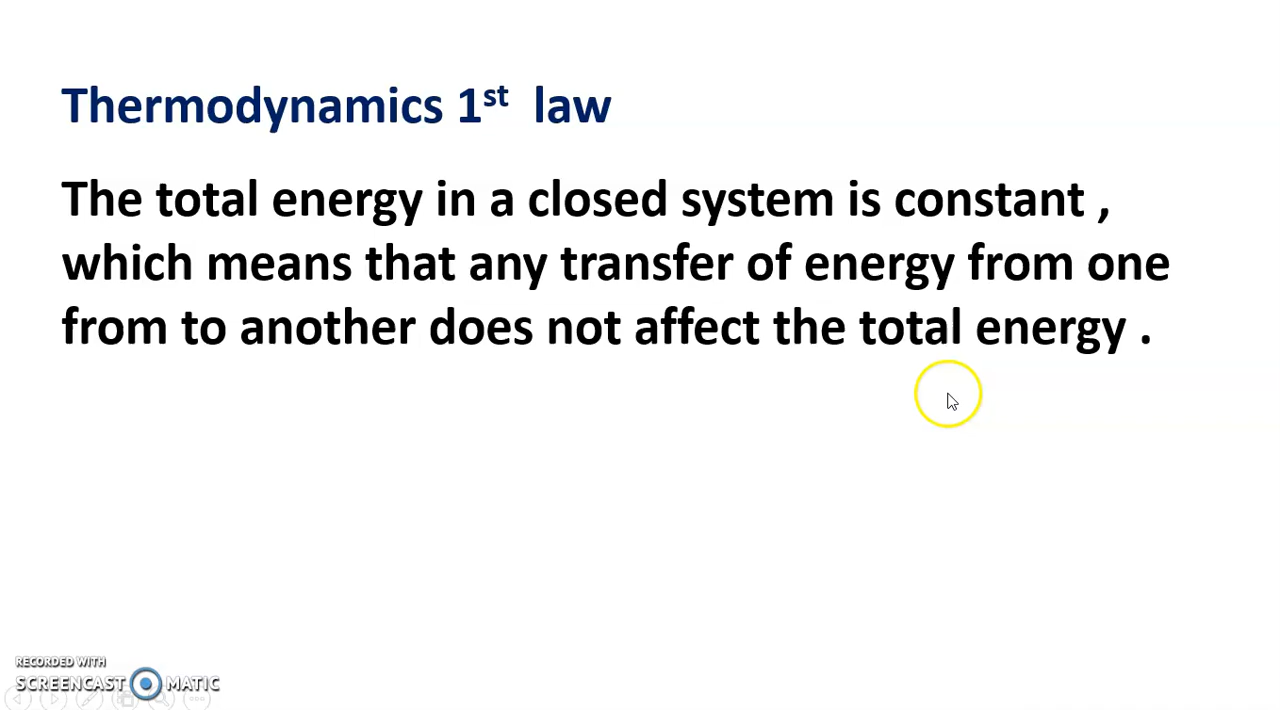 Thermodynamics 1st law
The total energy in a closed system is constant ,
which means that any transfer of energy from one
from to another does not affect the total energy .
RECORDED WITH
SCREENCAST MATIC